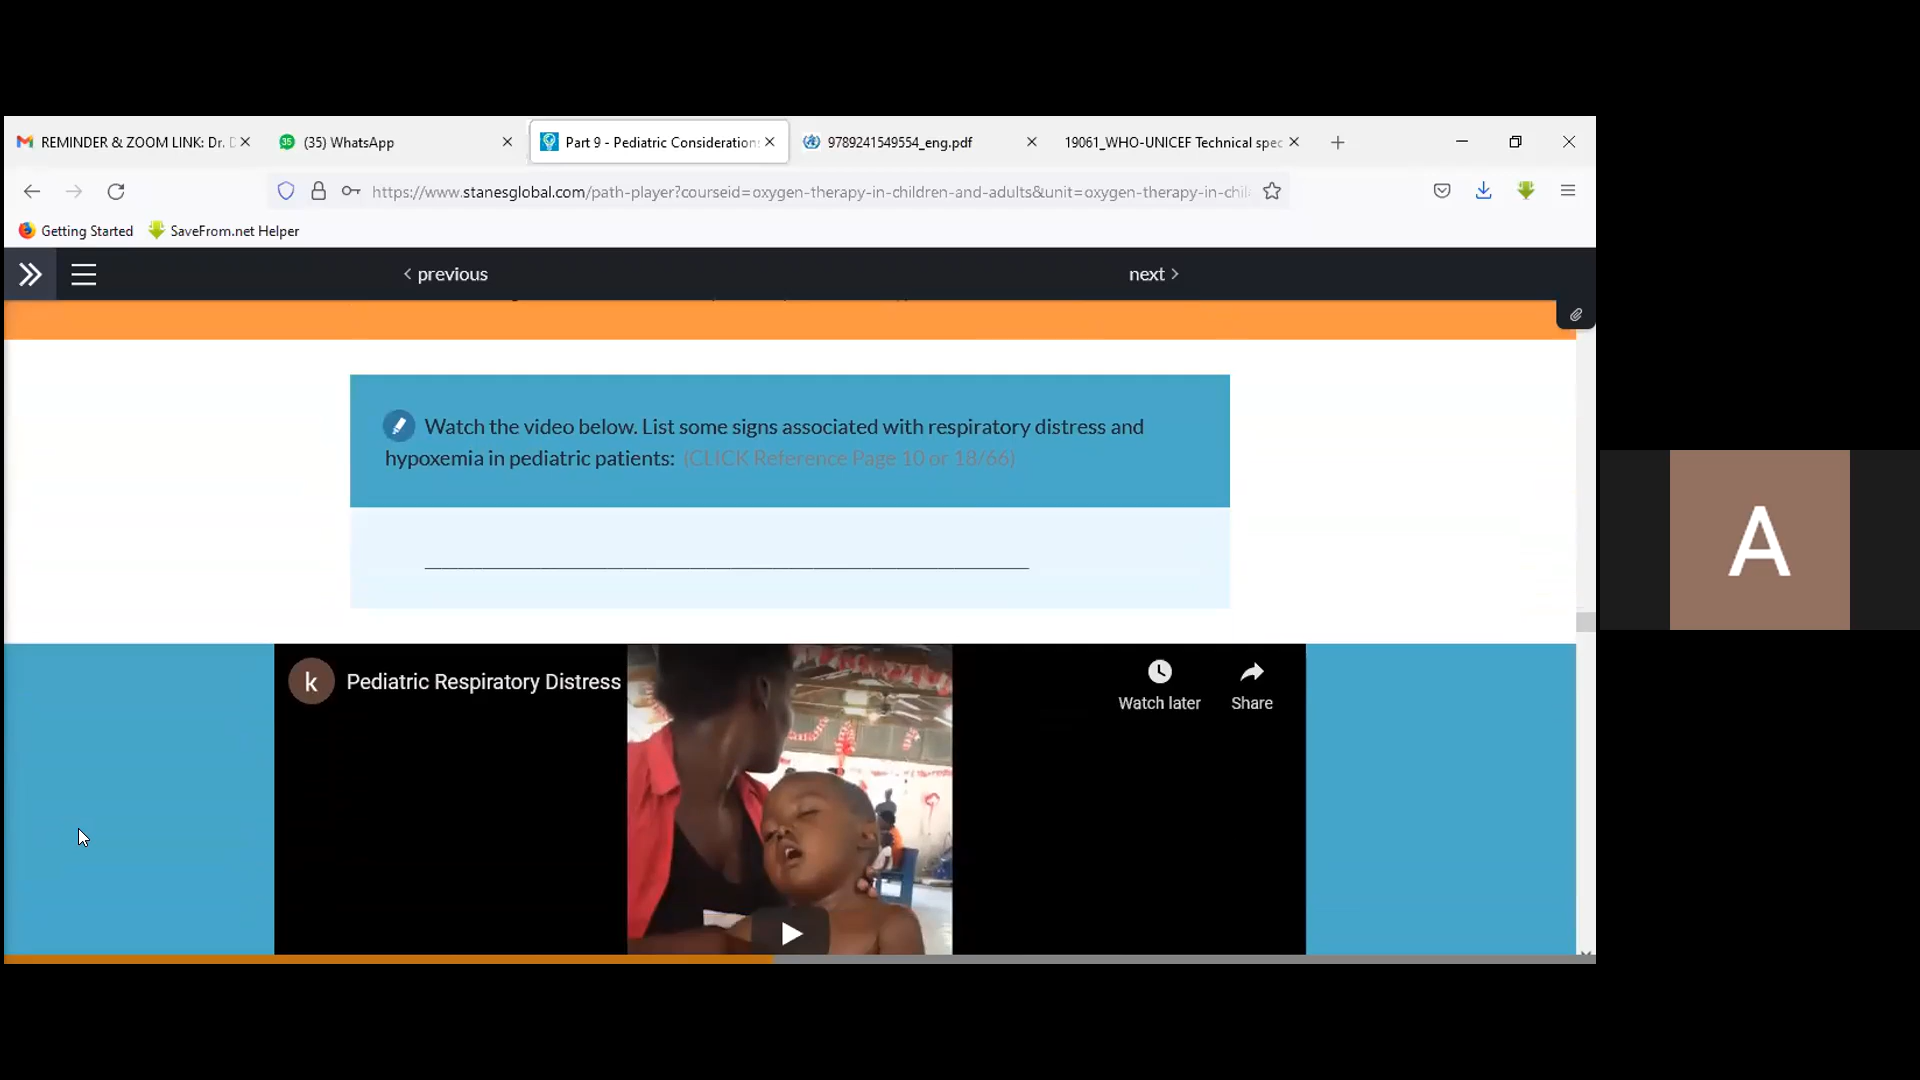 REMINDER & ZOOM LINK: Dr. D
35
(35) WhatsApp
Part 9 - Pediatric Consideration
9789241549554_eng.pdf
19061_WHO-UNICEF Technical spec
https://www.stanesglobal.com/path-player?courseid=oxygen-therapy-in-children-and-adults&unit=oxygen-therapy-in-chil
Getting Started
SaveFrom.net Helper
< previous
next >
Watch the video below. List some signs associated with respiratory distress and
hypoxemia in pediatric patients: (CLICK Reference Page 10 or 18/66)
k
Pediatric Respiratory Distress
Watch later
Share
A